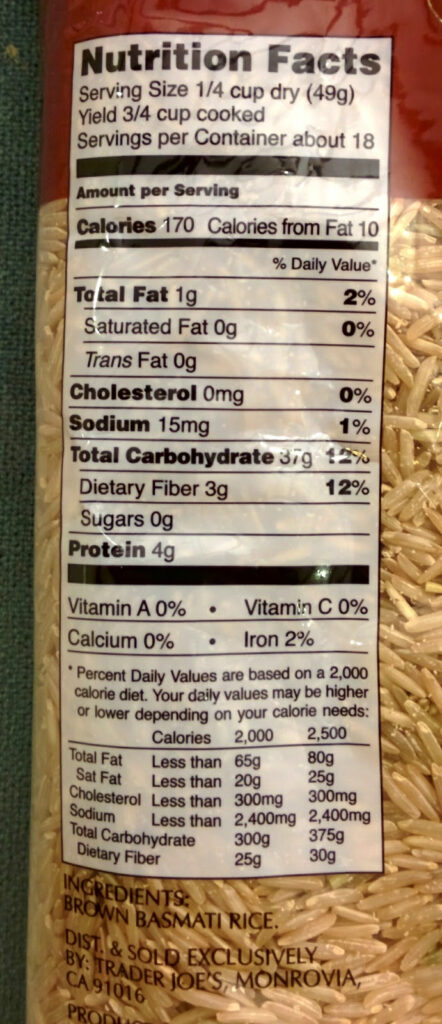 Nutrition Facts
Serving Size 1/4 cup dry (49g)
Yield 3/4 cup cooked
Servings per Container about 18
Amount per Serving
Calories 170 Calories from Fat 10
% Daily Value*
Total Fat 1g 2%
Saturated Fat 0g 0%
Trans Fat 0g
Cholesterol 0mg 0%
Sodium 15mg 1%
Total Carbohydrate 37g 12%
Dietary Fiber 3g 12%
Sugars 0g
Protein 4g
Vitamin A 0% • Vitamin C 0%
Calcium 0% • Iron 2%
* Percent Daily Values are based on a 2,000
calorie diet. Your daily values may be higher
or lower depending on your calorie needs:
Calories 2,000 2,500
Total Fat Less than 65g 80g
Sat Fat Less than 20g 25g
Cholesterol Less than 300mg 300mg
Sodium Less than 2,400mg 2,400mg
Total Carbohydrate 300g 375g
Dietary Fiber 25g 30g
INGREDIENTS:
BROWN BASMATI RICE.
DIST. & SOLD EXCLUSIVELY
BY: TRADER JOE'S, MONROVIA,
CA 91016